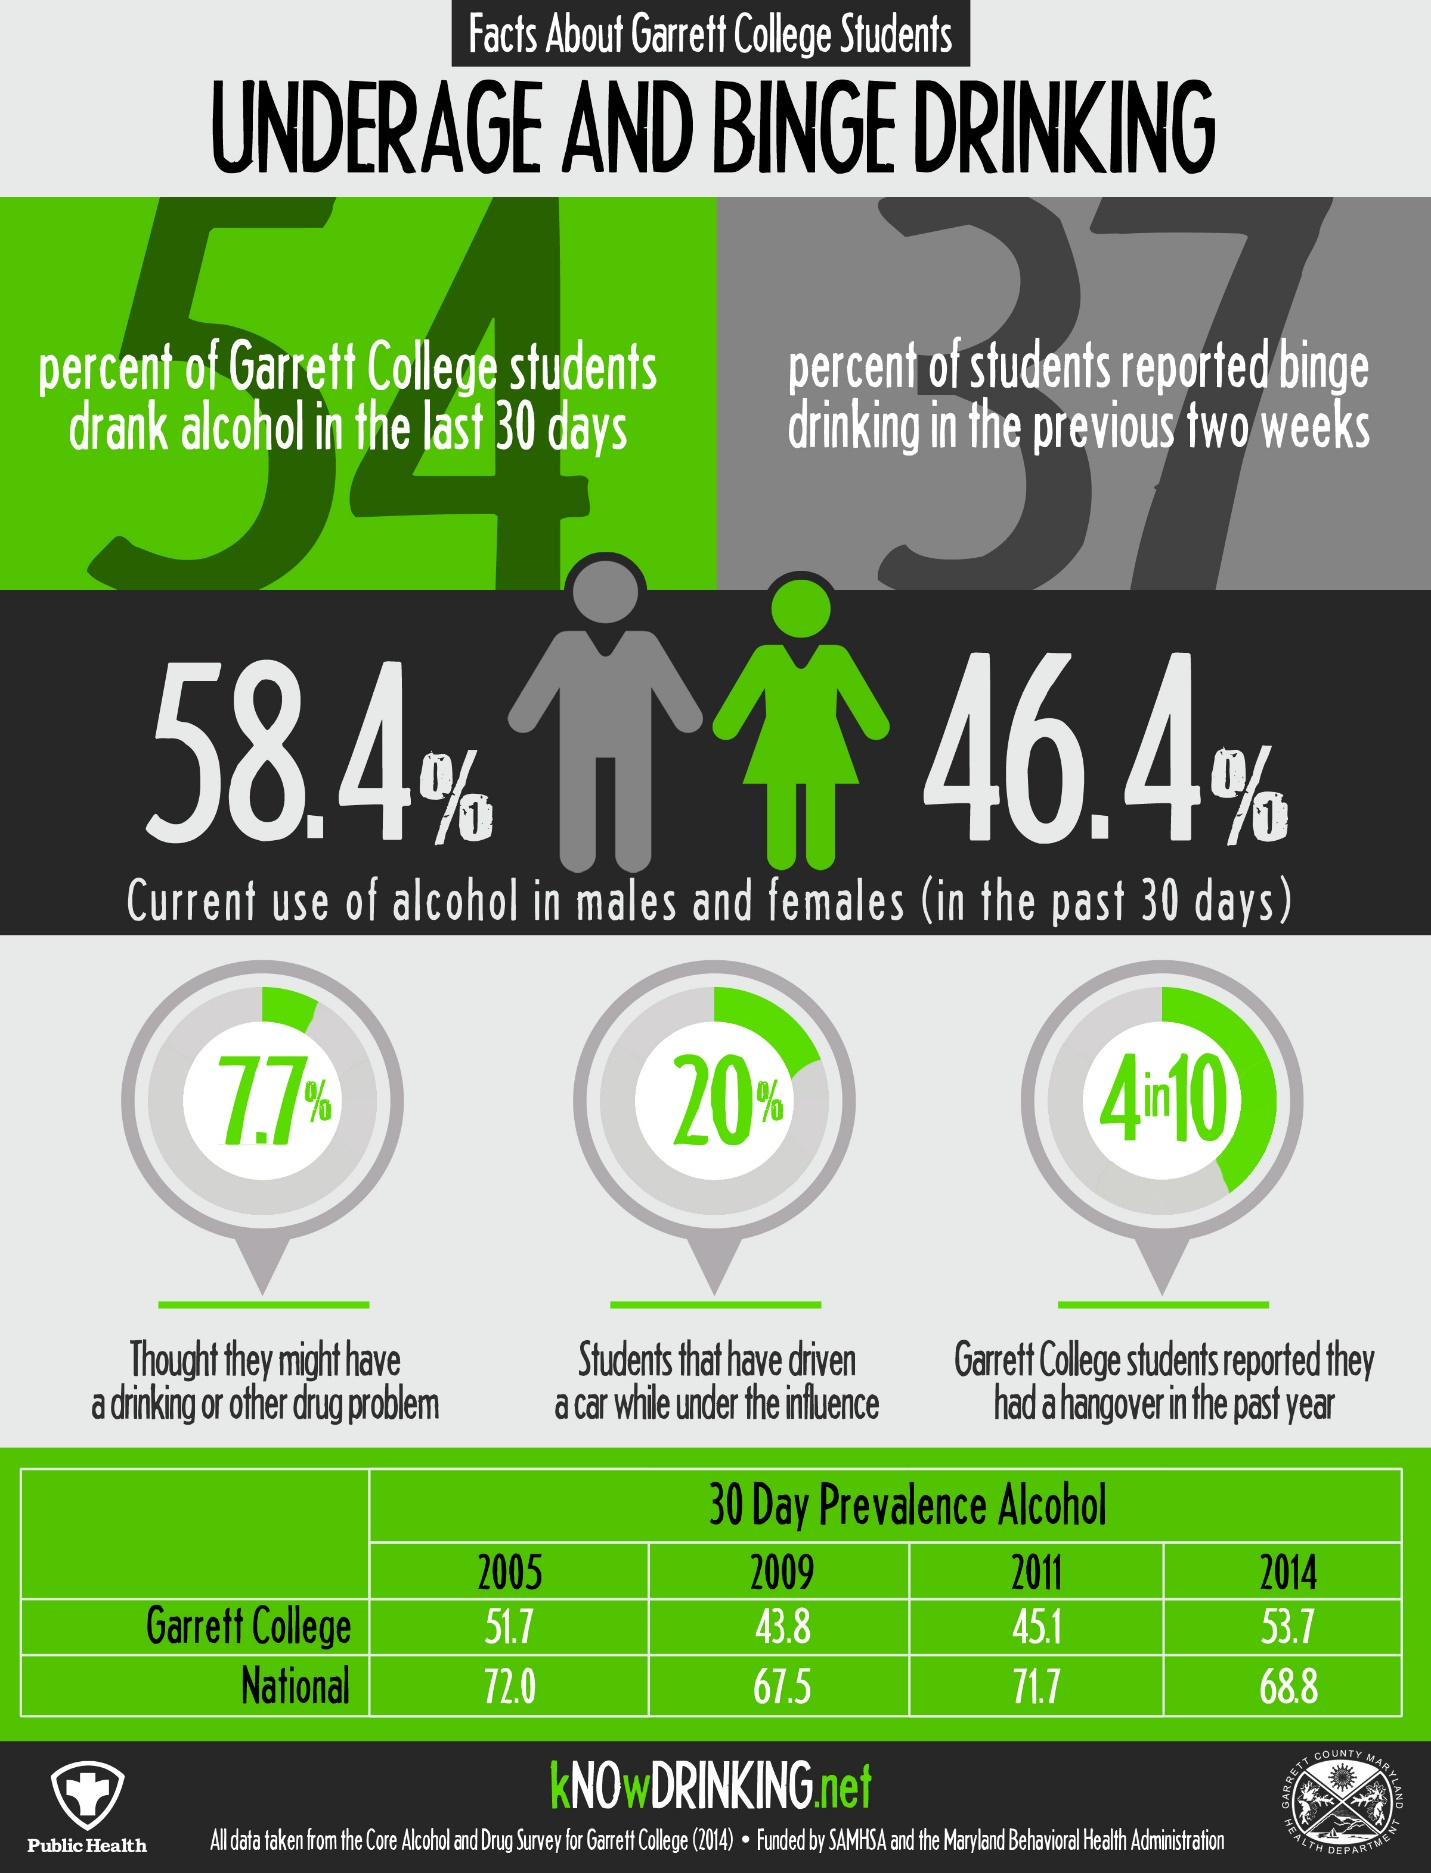 Facts About Garrett College Students
UNDERAGE AND BINGE DRINKING
54
percent of Garrett College students
drank alcohol in the last 30 days
37
percent of students reported binge
drinking in the previous two weeks
58.4%
46.4%
Current use of alcohol in males and females (in the past 30 days)
7.7%
Thought they might have
a drinking or other drug problem
20%
Students that have driven
a car while under the influence
4in10
Garrett College students reported they
had a hangover in the past year
30 Day Prevalence Alcohol
2005 2009 2011 2014
Garrett College 51.7 43.8 45.1 53.7
National 72.0 67.5 71.7 68.8
Public Health
kNOwDRINKING.net
All data taken from the Core Alcohol and Drug Survey for Garrett College (2014) • Funded by SAMHSA and the Maryland Behavioral Health Administration
GARRETT COUNTY MARYLAND
HEALTH DEPARTMENT